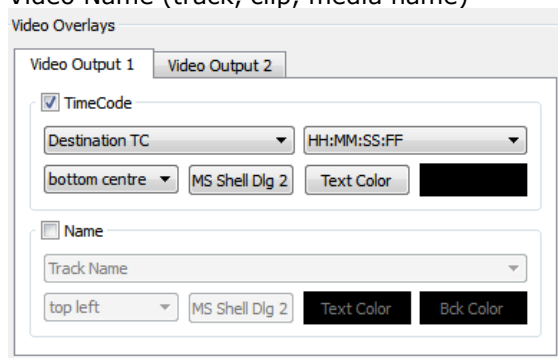 Video Name (track, clip, media name)
Video Overlays
Video Output 1 Video Output 2
TimeCode
Destination TC HH:MM:SS:FF
bottom centre MS Shell Dlg 2 Text Color
Name
Track Name
top left MS Shell Dlg 2 Text Color Bck Color